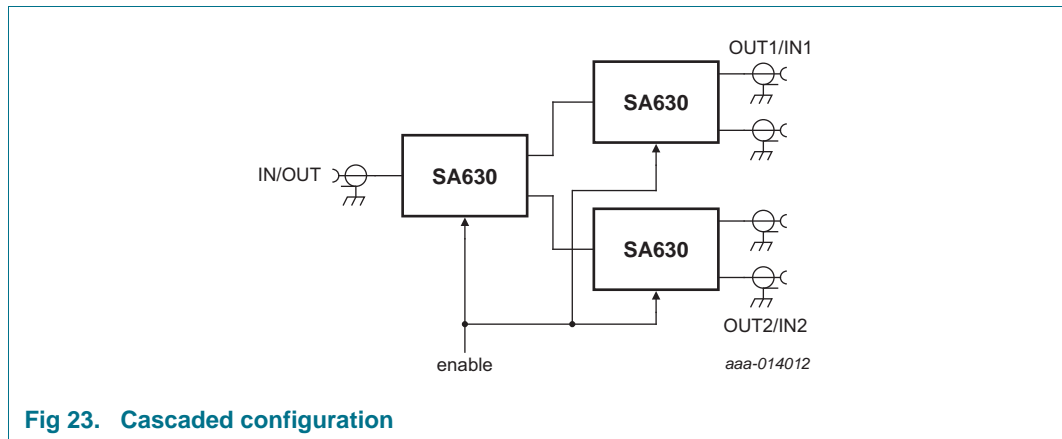 OUT1/IN1
SA630
IN/OUT
SA630
SA630
OUT2/IN2
enable
aaa-014012
Fig 23. Cascaded configuration